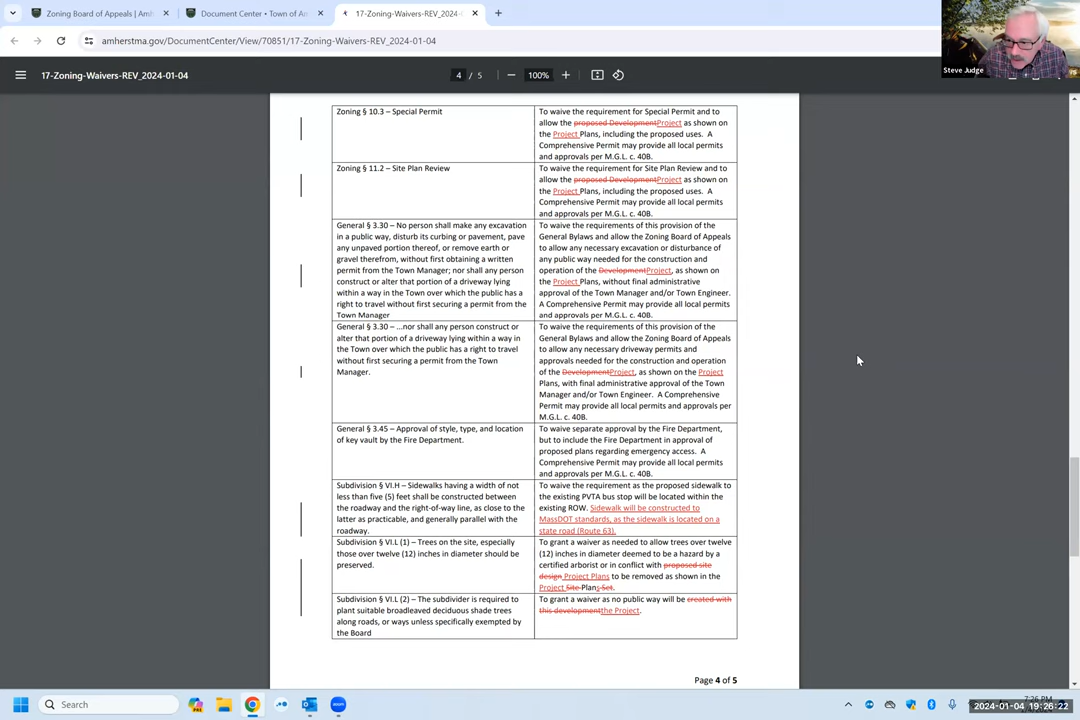 Zoning Board of Appeals | Amh
Document Center • Town of Am
17-Zoning-Waivers-REV_2024-01-04
amherstma.gov/DocumentCenter/View/70851/17-Zoning-Waivers-REV_2024-01-04
Steve Judge
17-Zoning-Waivers-REV_2024-01-04
4 / 5
100%
Zoning § 10.3 – Special Permit
To waive the requirement for Special Permit and to
allow the proposed DevelopmentProject as shown on
the Project Plans, including the proposed uses. A
Comprehensive Permit may provide all local permits
and approvals per M.G.L. c. 40B.
Zoning § 11.2 – Site Plan Review
To waive the requirement for Site Plan Review and to
allow the proposed DevelopmentProject as shown on
the Project Plans, including the proposed uses. A
Comprehensive Permit may provide all local permits
and approvals per M.G.L. c. 40B.
General § 3.30 – No person shall make any excavation
in a public way, disturb its curbing or pavement, pave
any unpaved portion thereof, or remove earth or
gravel therefrom, without first obtaining a written
permit from the Town Manager; nor shall any person
construct or alter that portion of a driveway lying
within a way in the Town over which the public has a
right to travel without first securing a permit from the
Town Manager
To waive the requirements of this provision of the
General Bylaws and allow the Zoning Board of Appeals
to allow any necessary excavation or disturbance of
any public way needed for the construction and
operation of the DevelopmentProject, as shown on
the Project Plans, without final administrative
approval of the Town Manager and/or Town Engineer.
A Comprehensive Permit may provide all local permits
and approvals per M.G.L. c. 40B.
General § 3.30 – …nor shall any person construct or
alter that portion of a driveway lying within a way in
the Town over which the public has a right to travel
without first securing a permit from the Town
Manager.
To waive the requirements of this provision of the
General Bylaws and allow the Zoning Board of Appeals
to allow any necessary driveway permits and
approvals needed for the construction and operation
of the DevelopmentProject, as shown on the Project
Plans, with final administrative approval of the Town
Manager and/or Town Engineer. A Comprehensive
Permit may provide all local permits and approvals per
M.G.L. c. 40B.
General § 3.45 – Approval of style, type, and location
of key vault by the Fire Department.
To waive separate approval by the Fire Department,
but to include the Fire Department in approval of
proposed plans regarding emergency access. A
Comprehensive Permit may provide all local permits
and approvals per M.G.L. c. 40B.
Subdivision § VI.H – Sidewalks having a width of not
less than five (5) feet shall be constructed between
the roadway and the right-of-way line, as close to the
latter as practicable, and generally parallel with the
roadway.
To waive the requirement as the proposed sidewalk to
the existing PVTA bus stop will be located within the
existing ROW. Sidewalk will be constructed to
MassDOT standards, as the sidewalk is located on a
state road (Route 63).
Subdivision § VI.L (1) – Trees on the site, especially
those over twelve (12) inches in diameter should be
preserved.
To grant a waiver as needed to allow trees over twelve
(12) inches in diameter deemed to be a hazard by a
certified arborist or in conflict with proposed site
design Project Plans to be removed as shown in the
Project Site Plans Set.
Subdivision § VI.L (2) – The subdivider is required to
plant suitable broadleaved deciduous shade trees
along roads, or ways unless specifically exempted by
the Board
To grant a waiver as no public way will be created with
this developmentthe Project.
Page 4 of 5
Search
7:26 PM
2024-01-04 19:26:22